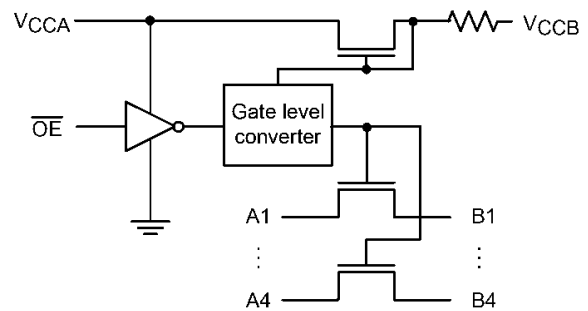 VCCA
VCCB
OE
Gate level
converter
A1
B1
⋮
⋮
A4
B4